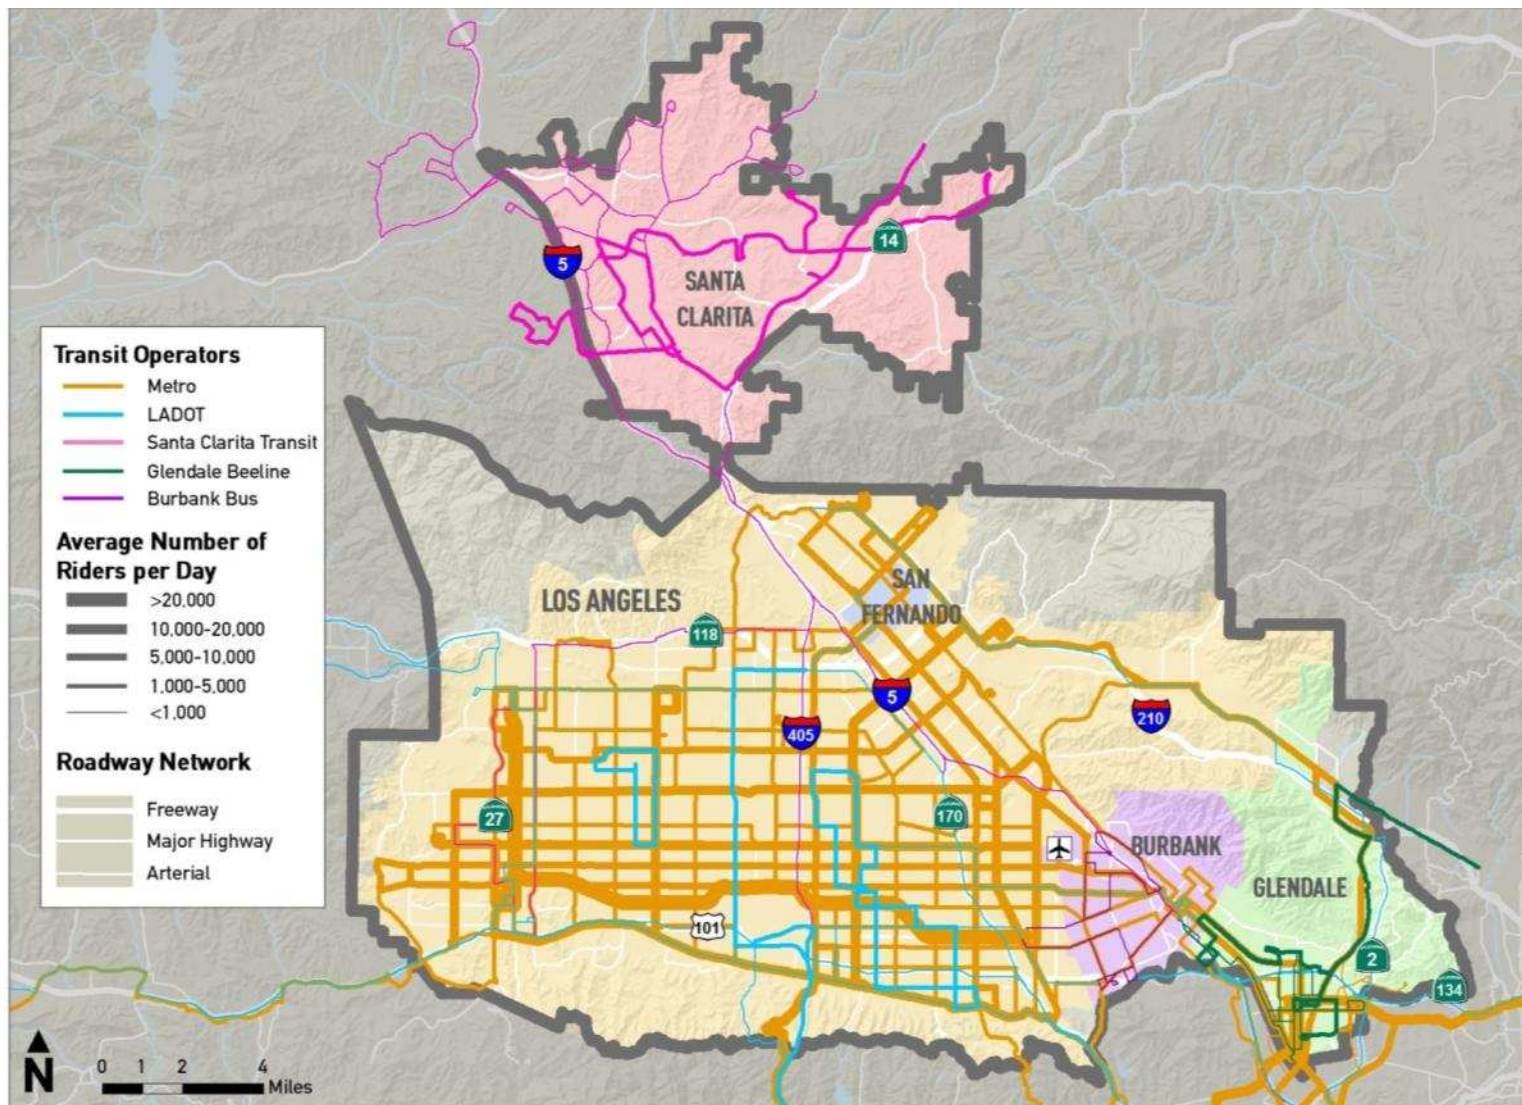 14
5
SANTA
CLARITA
Transit Operators
Metro
LADOT
Santa Clarita Transit
Glendale Beeline
Burbank Bus
Average Number of
Riders per Day
>20,000
10,000-20,000
5,000-10,000
1,000-5,000
<1,000
Roadway Network
Freeway
Major Highway
Arterial
LOS ANGELES
SAN
FERNANDO
118
5
405
210
27
170
BURBANK
GLENDALE
101
2
134
N
0 1 2 4
Miles